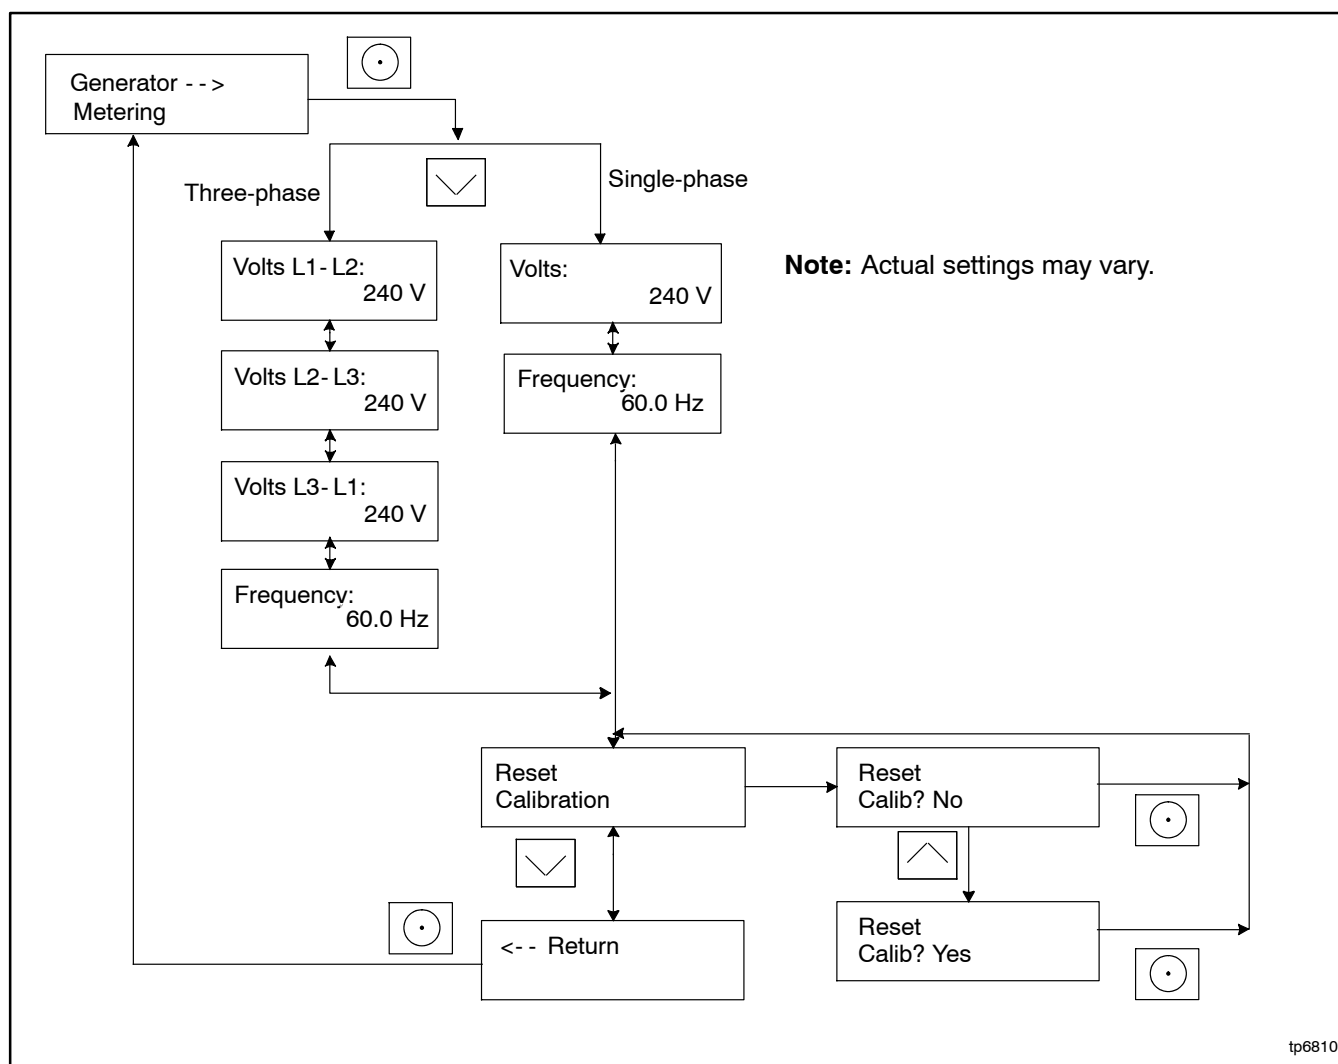 Generator - - >
Metering
Three-phase
Single-phase
Volts L1- L2:
240 V
Volts:
240 V
Note: Actual settings may vary.
Volts L2- L3:
240 V
Frequency:
60.0 Hz
Volts L3- L1:
240 V
Frequency:
60.0 Hz
Reset
Calibration
Reset
Calib? No
<- - Return
Reset
Calib? Yes
tp6810